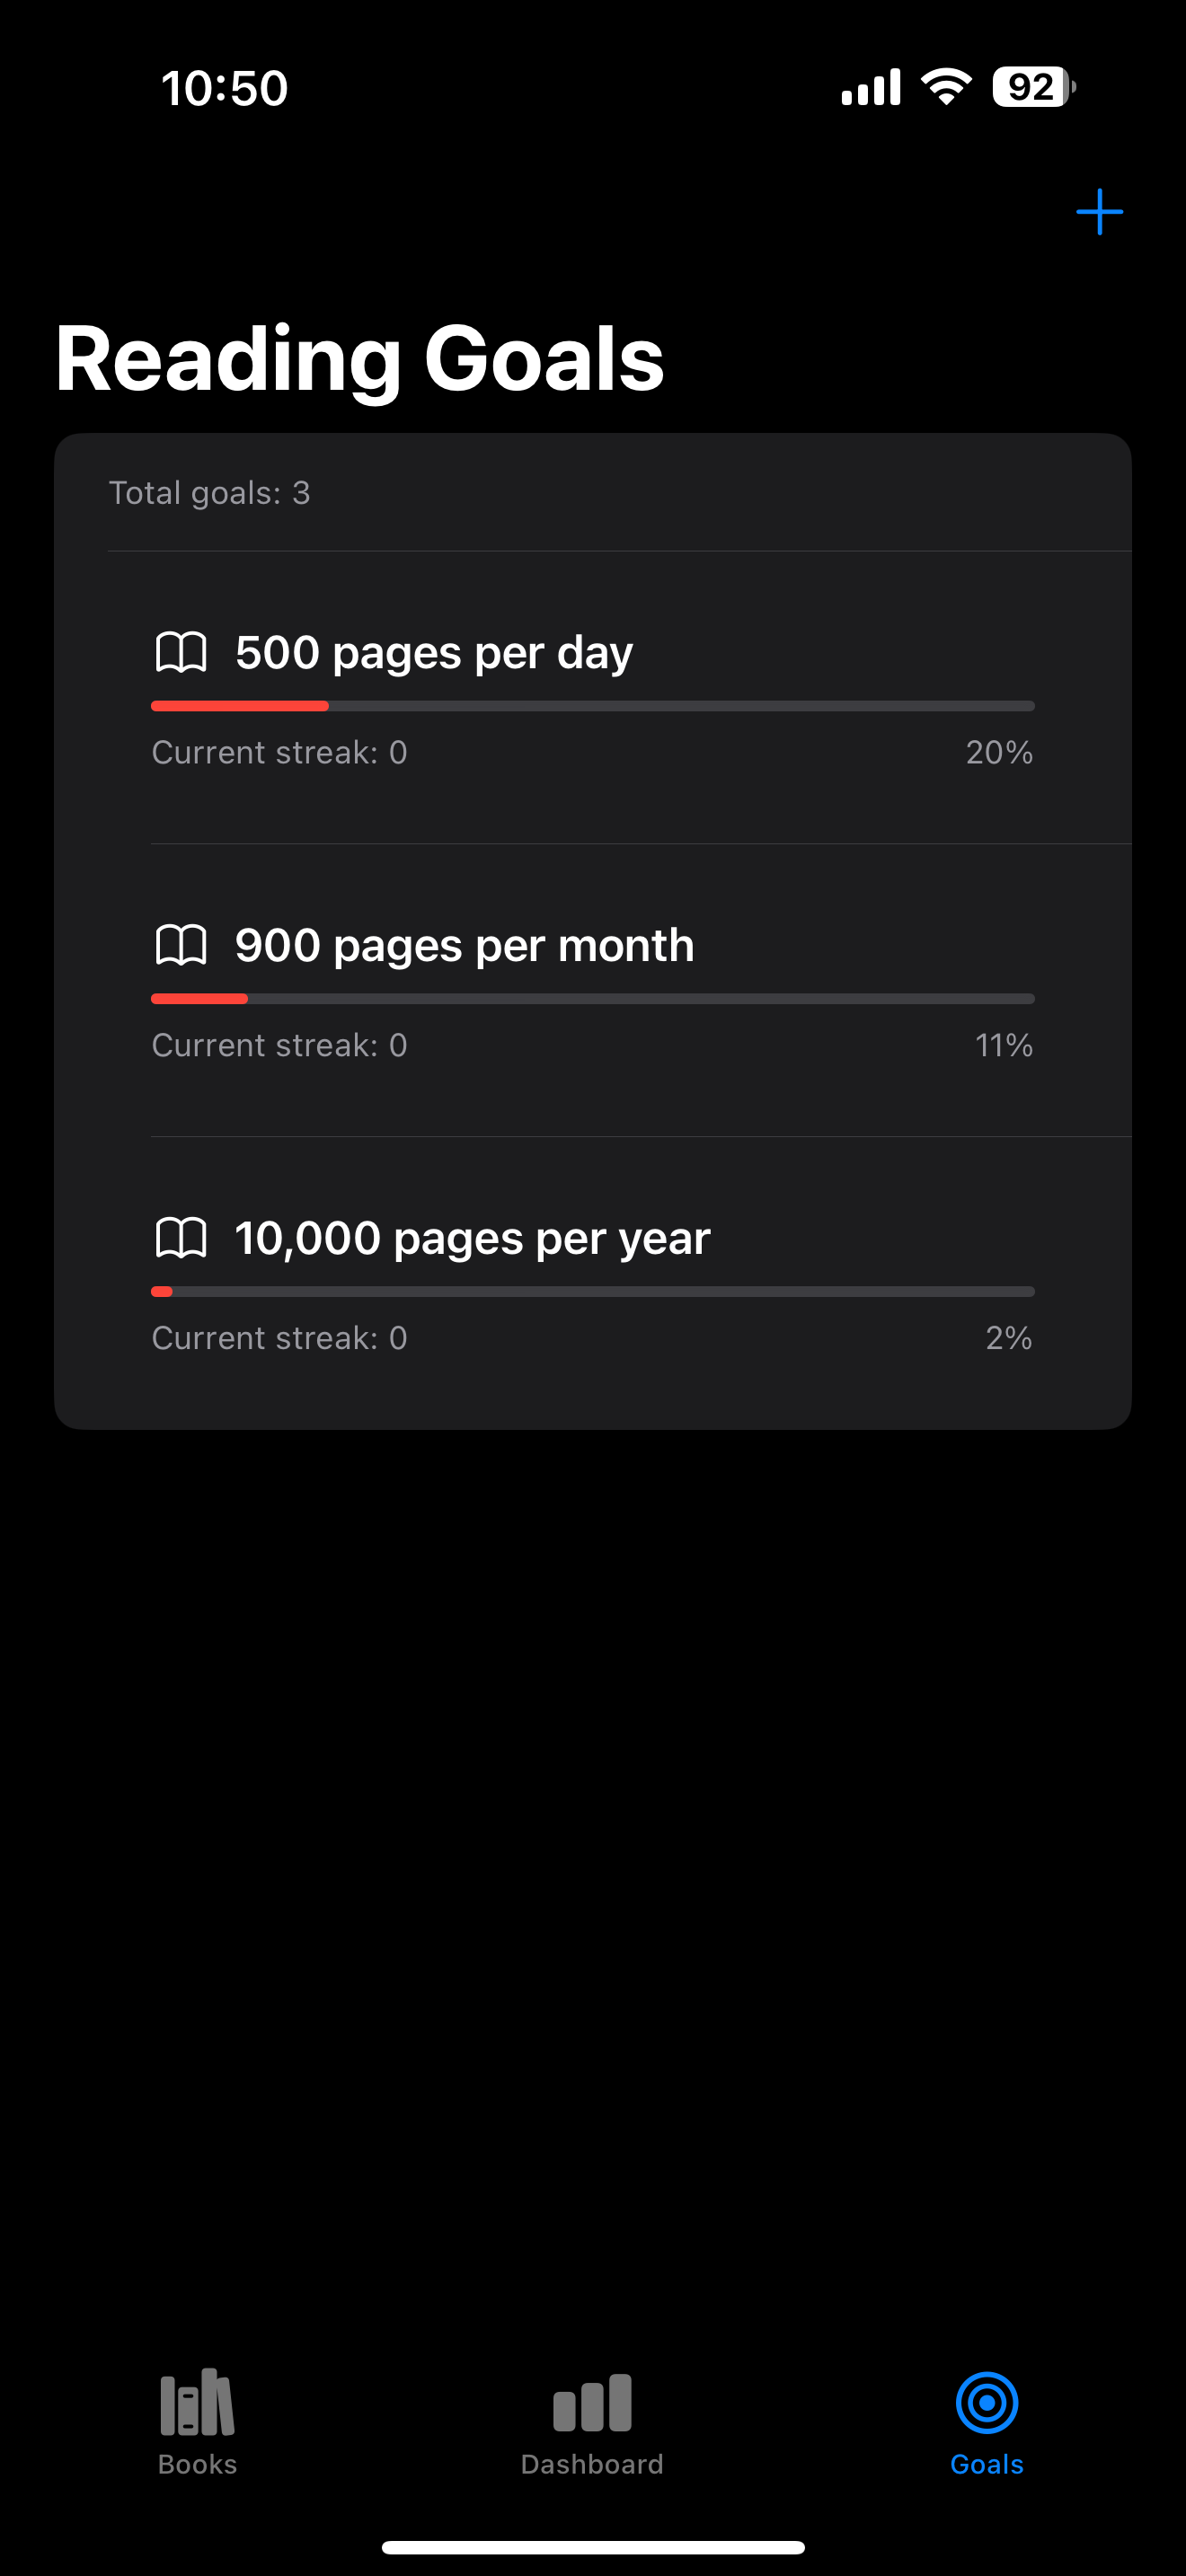 10:50
92
Reading Goals
Total goals: 3
500 pages per day
Current streak: 0 20%
900 pages per month
Current streak: 0 11%
10,000 pages per year
Current streak: 0 2%
Books Dashboard Goals